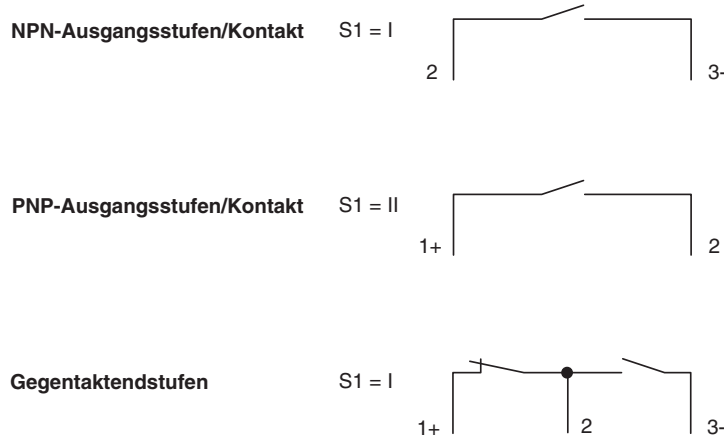 NPN-Ausgangsstufen/Kontakt S1 = I
2 3-
PNP-Ausgangsstufen/Kontakt S1 = II
1+ 2
Gegentaktendstufen S1 = I
1+ 2 3-